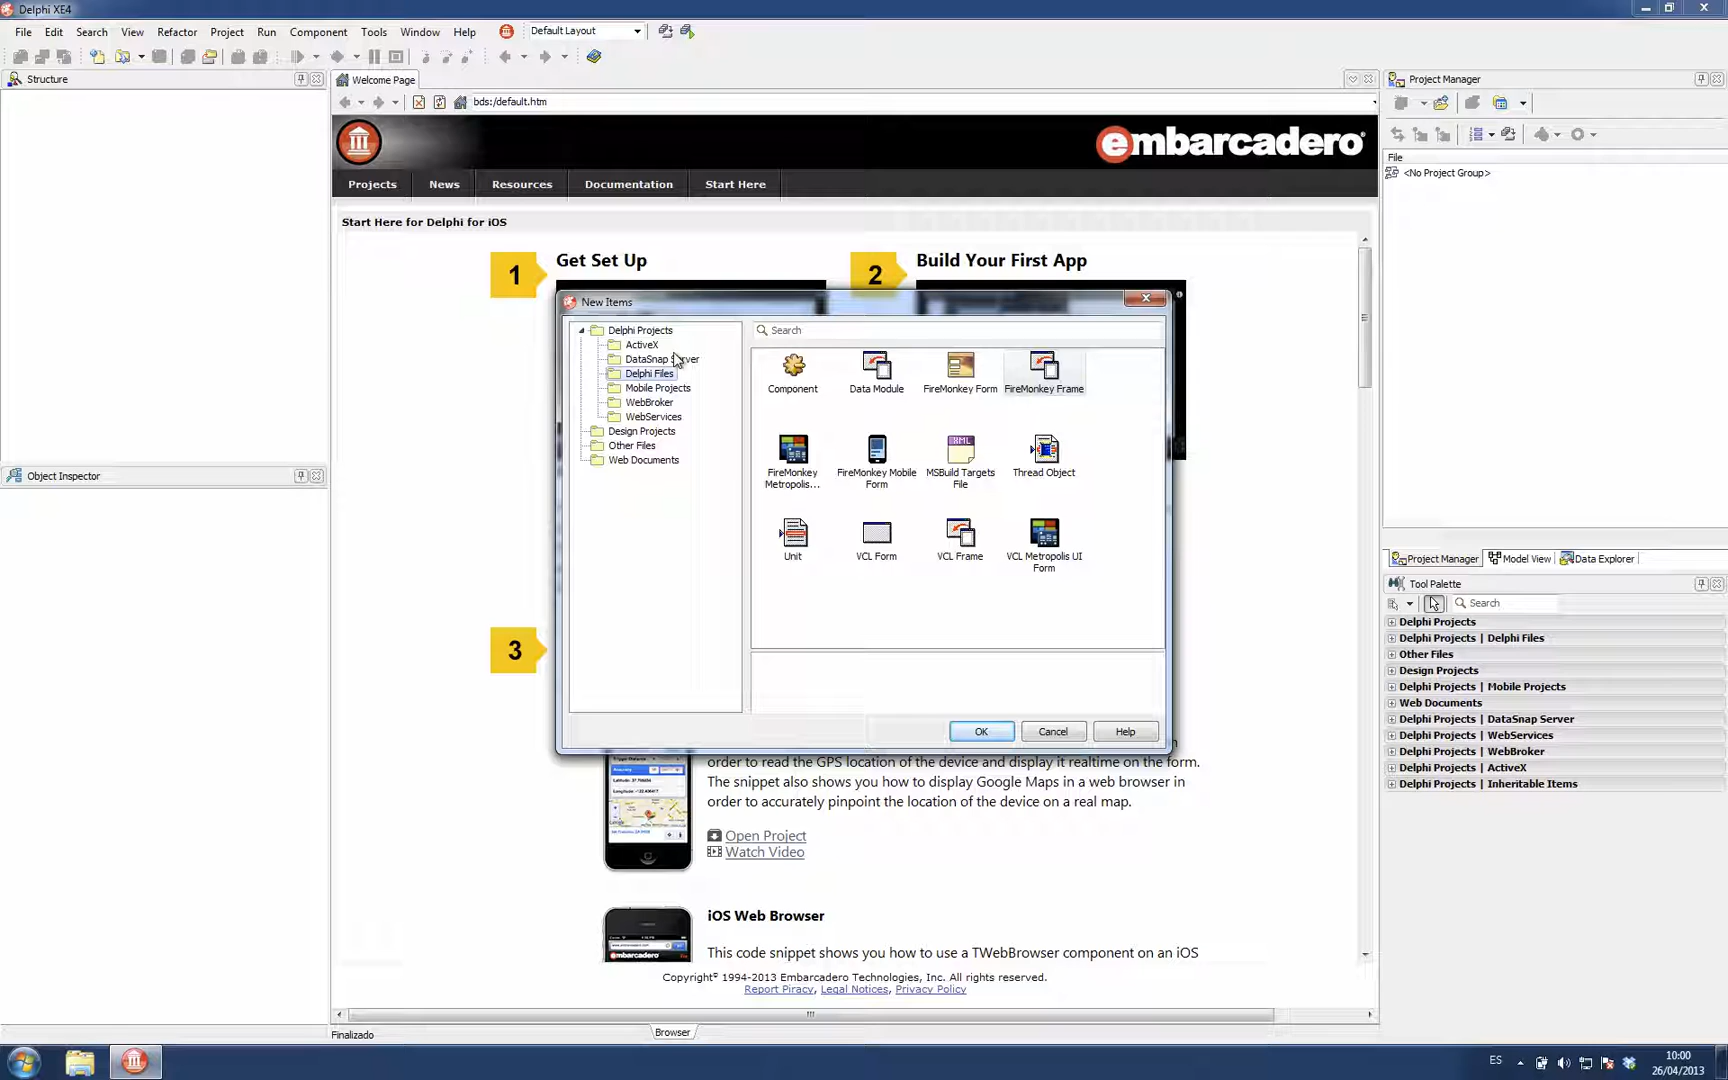 Delphi XE4
File Edit Search View Refactor Project Run Component Tools Window Help Default Layout
Structure
Welcome Page
bds:/default.htm
embarcadero
Projects News Resources Documentation Start Here
Start Here for Delphi for iOS
1 Get Set Up
2 Build Your First App
New Items
Delphi Projects
ActiveX
DataSnap Server
Delphi Files
Mobile Projects
WebBroker
WebServices
Design Projects
Other Files
Web Documents
Search
Component Data Module FireMonkey Form FireMonkey Frame
FireMonkey Metropolis... FireMonkey Mobile Form MSBuild Targets File Thread Object
Unit VCL Form VCL Frame VCL Metropolis UI Form
OK Cancel Help
3
order to read the GPS location of the device and display it realtime on the form.
The snippet also shows you how to display Google Maps in a web browser in
order to accurately pinpoint the location of the device on a real map.
Open Project
Watch Video
iOS Web Browser
This code snippet shows you how to use a TWebBrowser component on an iOS
embarcadero
Copyright© 1994-2013 Embarcadero Technologies, Inc. All rights reserved.
Report Piracy, Legal Notices, Privacy Policy
Finalizado
Browser
Object Inspector
Project Manager
File
<No Project Group>
Project Manager Model View Data Explorer
Tool Palette
Search
Delphi Projects
Delphi Projects | Delphi Files
Other Files
Design Projects
Delphi Projects | Mobile Projects
Web Documents
Delphi Projects | DataSnap Server
Delphi Projects | WebServices
Delphi Projects | WebBroker
Delphi Projects | ActiveX
Delphi Projects | Inheritable Items
ES
10:00
26/04/2013